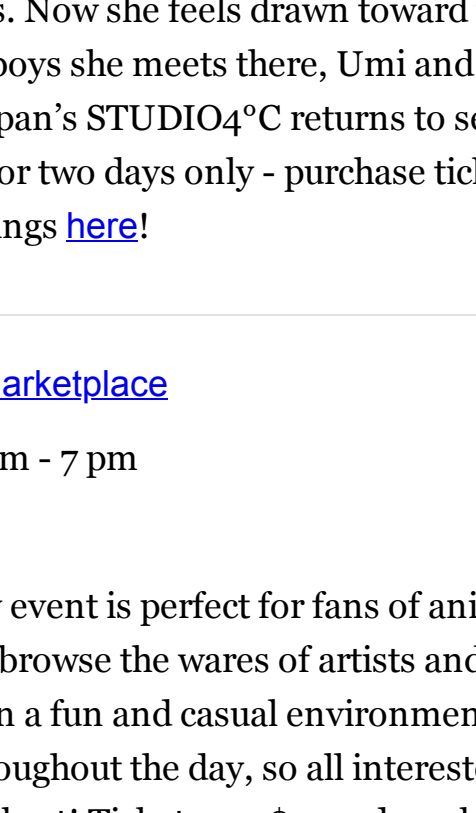 s. Now she feels drawn toward
boys she meets there, Umi and
pan’s STUDIO4°C returns to se
or two days only - purchase tick
ings here!
arketplace
m - 7 pm
y event is perfect for fans of ani
browse the wares of artists and
n a fun and casual environmen
oughout the day, so all intereste